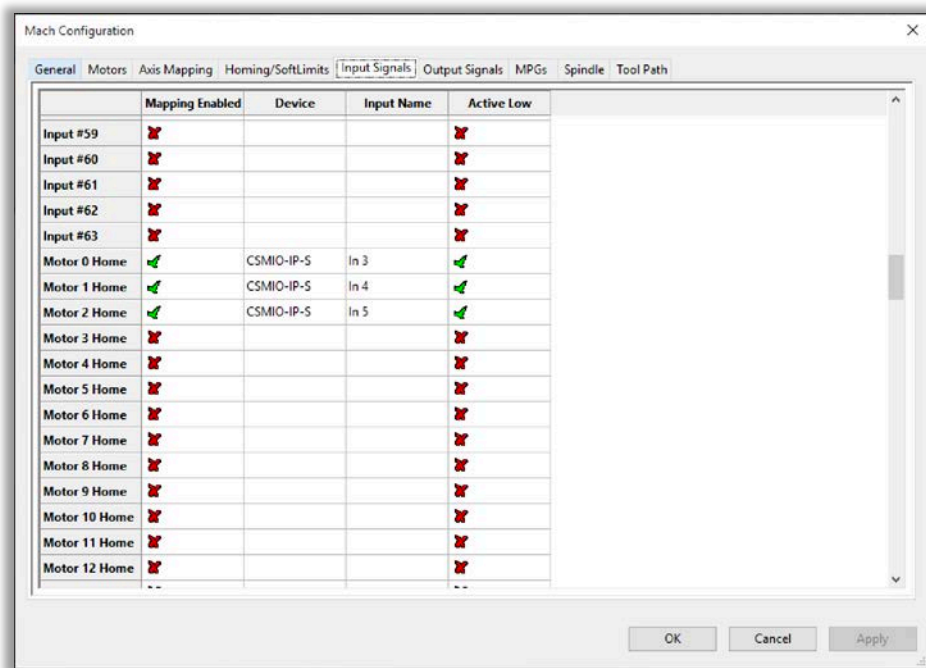 Mach Configuration
General Motors Axis Mapping Homing/SoftLimits Input Signals Output Signals MPGs Spindle Tool Path
Mapping Enabled Device Input Name Active Low
Input #59
Input #60
Input #61
Input #62
Input #63
Motor 0 Home CSMIO-IP-S In 3
Motor 1 Home CSMIO-IP-S In 4
Motor 2 Home CSMIO-IP-S In 5
Motor 3 Home
Motor 4 Home
Motor 5 Home
Motor 6 Home
Motor 7 Home
Motor 8 Home
Motor 9 Home
Motor 10 Home
Motor 11 Home
Motor 12 Home
OK Cancel Apply